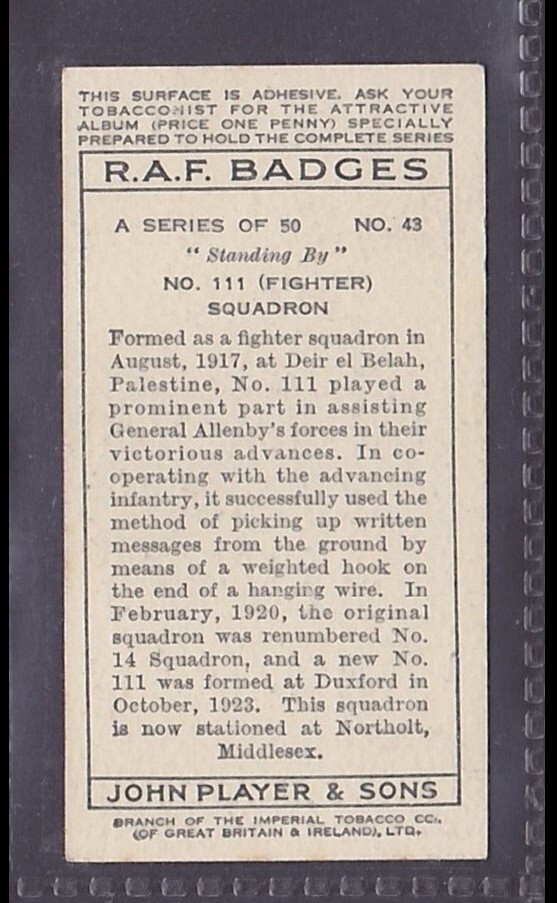 THIS SURFACE IS ADHESIVE. ASK YOUR
TOBACCONIST FOR THE ATTRACTIVE
ALBUM (PRICE ONE PENNY) SPECIALLY
PREPARED TO HOLD THE COMPLETE SERIES
R.A.F. BADGES
A SERIES OF 50 NO. 43
" Standing By "
NO. 111 (FIGHTER)
SQUADRON
Formed as a fighter squadron in
August, 1917, at Deir el Belah,
Palestine, No. 111 played a
prominent part in assisting
General Allenby's forces in their
victorious advances. In co-
operating with the advancing
infantry, it successfully used the
method of picking up written
messages from the ground by
means of a weighted hook on
the end of a hanging wire. In
February, 1920, the original
squadron was renumbered No.
14 Squadron, and a new No.
111 was formed at Duxford in
October, 1923. This squadron
is now stationed at Northolt,
Middlesex.
JOHN PLAYER & SONS
BRANCH OF THE IMPERIAL TOBACCO CO.,
(OF GREAT BRITAIN & IRELAND), LTD.